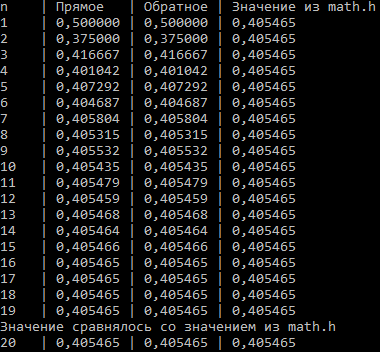 n | Прямое | Обратное | Значение из math.h
1 | 0,500000 | 0,500000 | 0,405465
2 | 0,375000 | 0,375000 | 0,405465
3 | 0,416667 | 0,416667 | 0,405465
4 | 0,401042 | 0,401042 | 0,405465
5 | 0,407292 | 0,407292 | 0,405465
6 | 0,404687 | 0,404687 | 0,405465
7 | 0,405804 | 0,405804 | 0,405465
8 | 0,405315 | 0,405315 | 0,405465
9 | 0,405532 | 0,405532 | 0,405465
10 | 0,405435 | 0,405435 | 0,405465
11 | 0,405479 | 0,405479 | 0,405465
12 | 0,405459 | 0,405459 | 0,405465
13 | 0,405468 | 0,405468 | 0,405465
14 | 0,405464 | 0,405464 | 0,405465
15 | 0,405466 | 0,405466 | 0,405465
16 | 0,405465 | 0,405465 | 0,405465
17 | 0,405465 | 0,405465 | 0,405465
18 | 0,405465 | 0,405465 | 0,405465
19 | 0,405465 | 0,405465 | 0,405465
Значение сравнялось со значением из math.h
20 | 0,405465 | 0,405465 | 0,405465